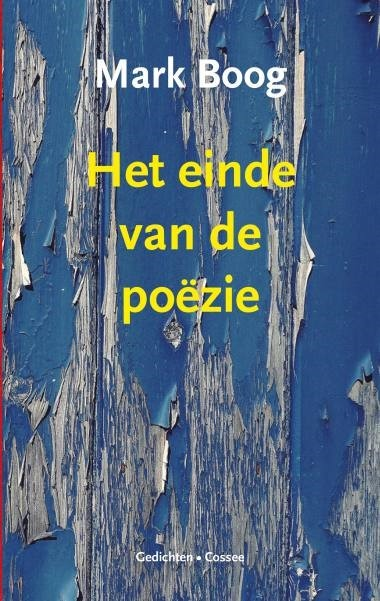 Mark Boog
Het einde
van de
poëzie
Gedichten • Cossee